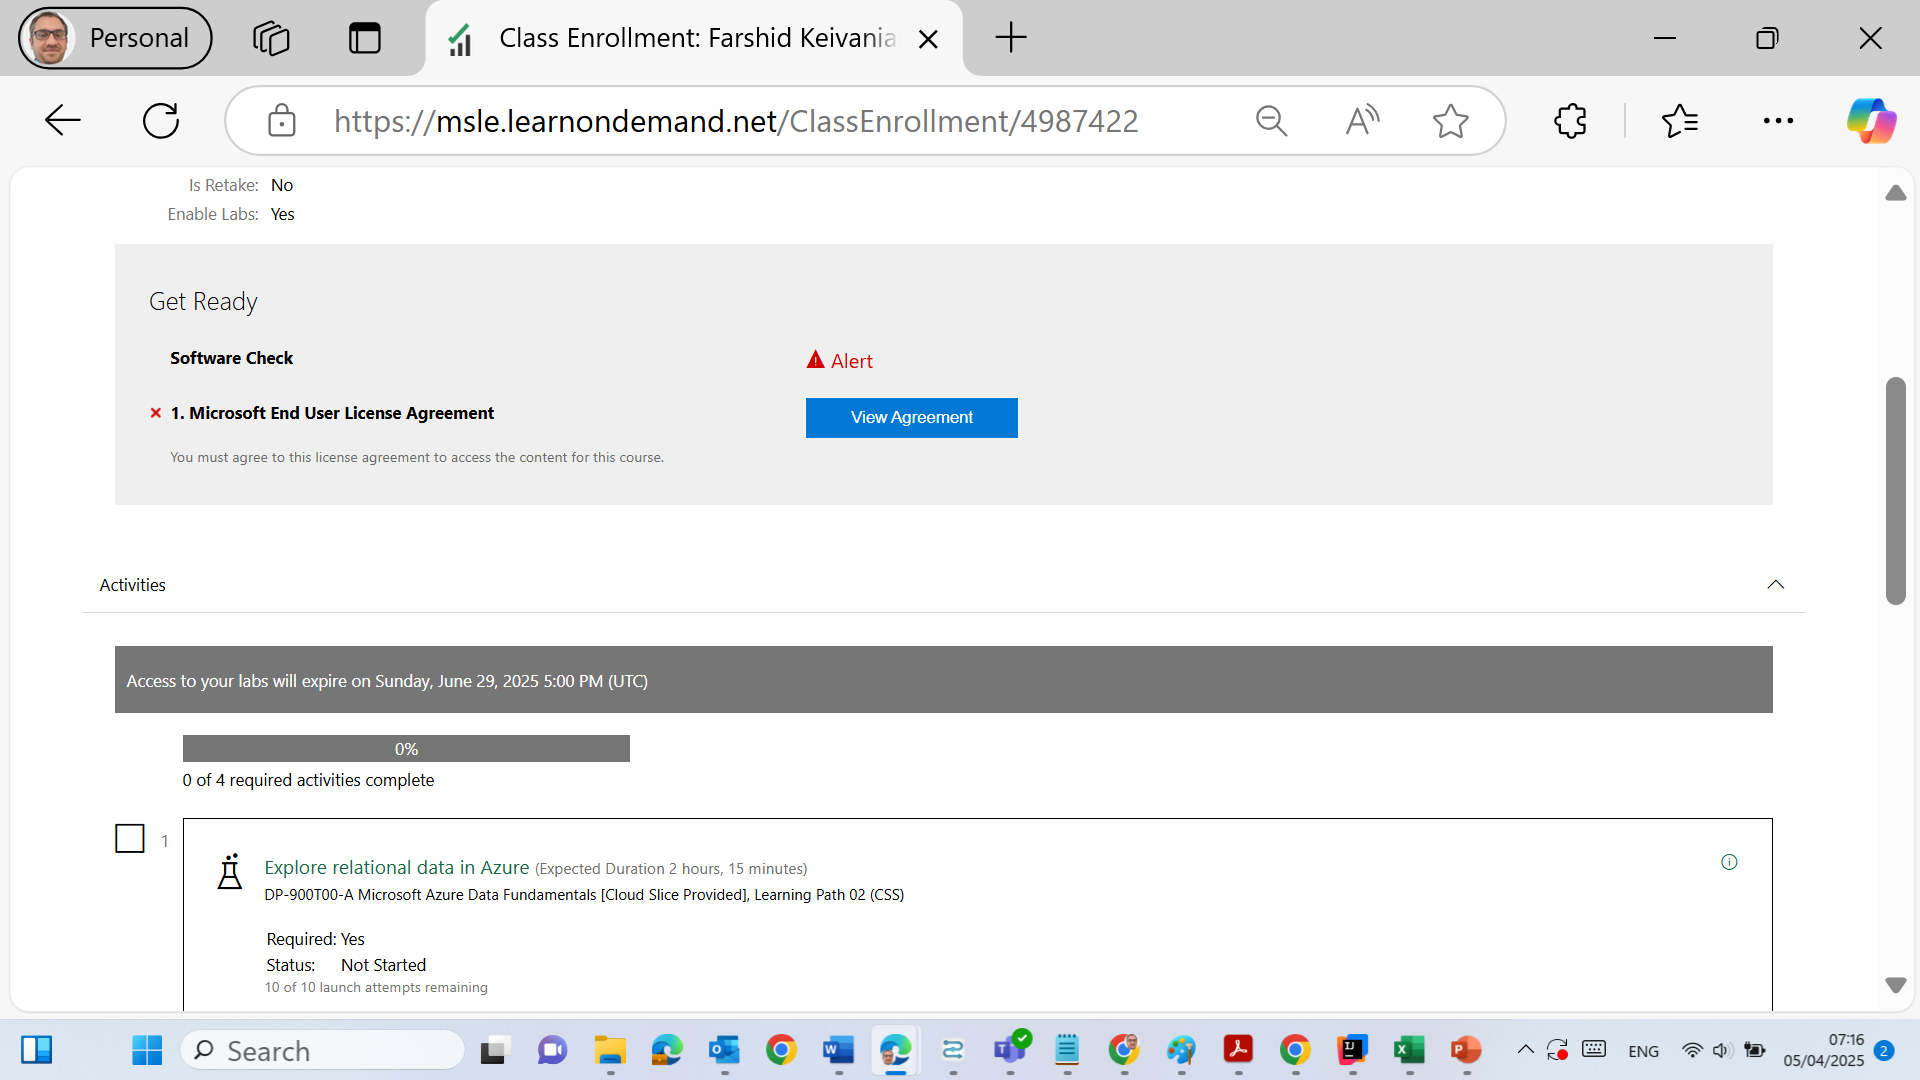 Personal
Class Enrollment: Farshid Keivania
https://msle.learnondemand.net/ClassEnrollment/4987422
Is Retake: No
Enable Labs: Yes
Get Ready
Software Check
Alert
1. Microsoft End User License Agreement
View Agreement
You must agree to this license agreement to access the content for this course.
Activities
Access to your labs will expire on Sunday, June 29, 2025 5:00 PM (UTC)
0%
0 of 4 required activities complete
1
Explore relational data in Azure (Expected Duration 2 hours, 15 minutes)
DP-900T00-A Microsoft Azure Data Fundamentals [Cloud Slice Provided], Learning Path 02 (CSS)
Required: Yes
Status: Not Started
10 of 10 launch attempts remaining
Search
ENG
07:16
05/04/2025
2